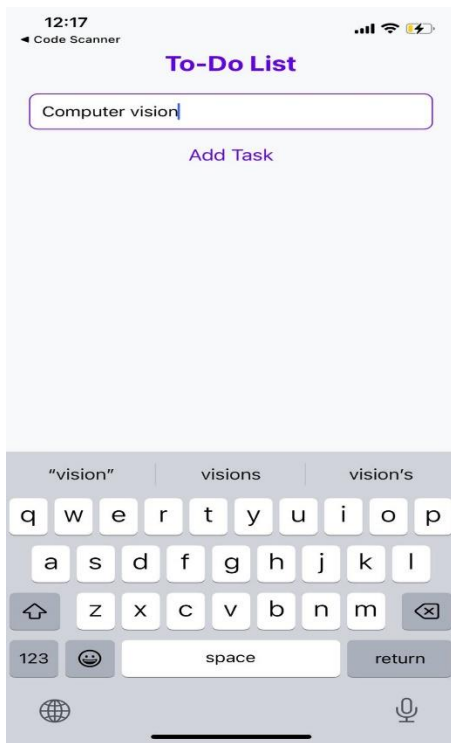 12:17
◀ Code Scanner
To-Do List
Computer vision
Add Task
“vision” visions vision's
q w e r t y u i o p
a s d f g h j k l
z x c v b n m
123 space return